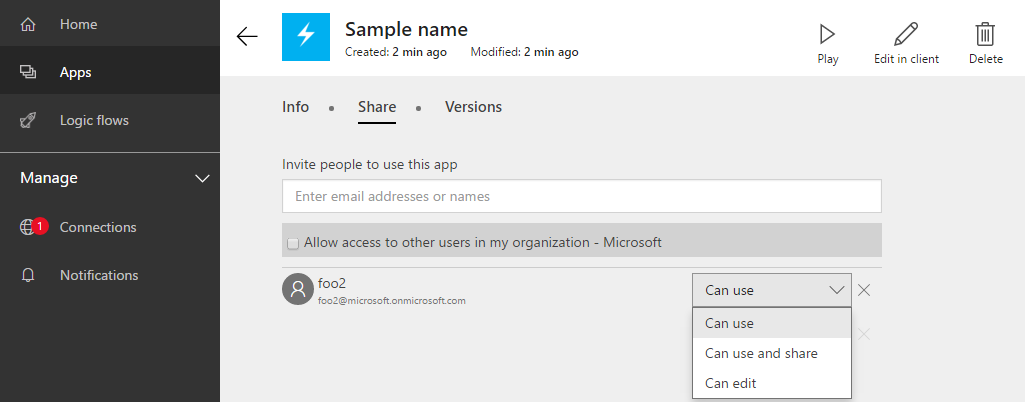 Home
Apps
Logic flows
Manage
1
Connections
Notifications
Sample name
Created: 2 min ago Modified: 2 min ago
Play
Edit in client
Delete
Info
Share
Versions
Invite people to use this app
Enter email addresses or names
Allow access to other users in my organization - Microsoft
foo2
foo2@microsoft.onmicrosoft.com
Can use
Can use
Can use and share
Can edit